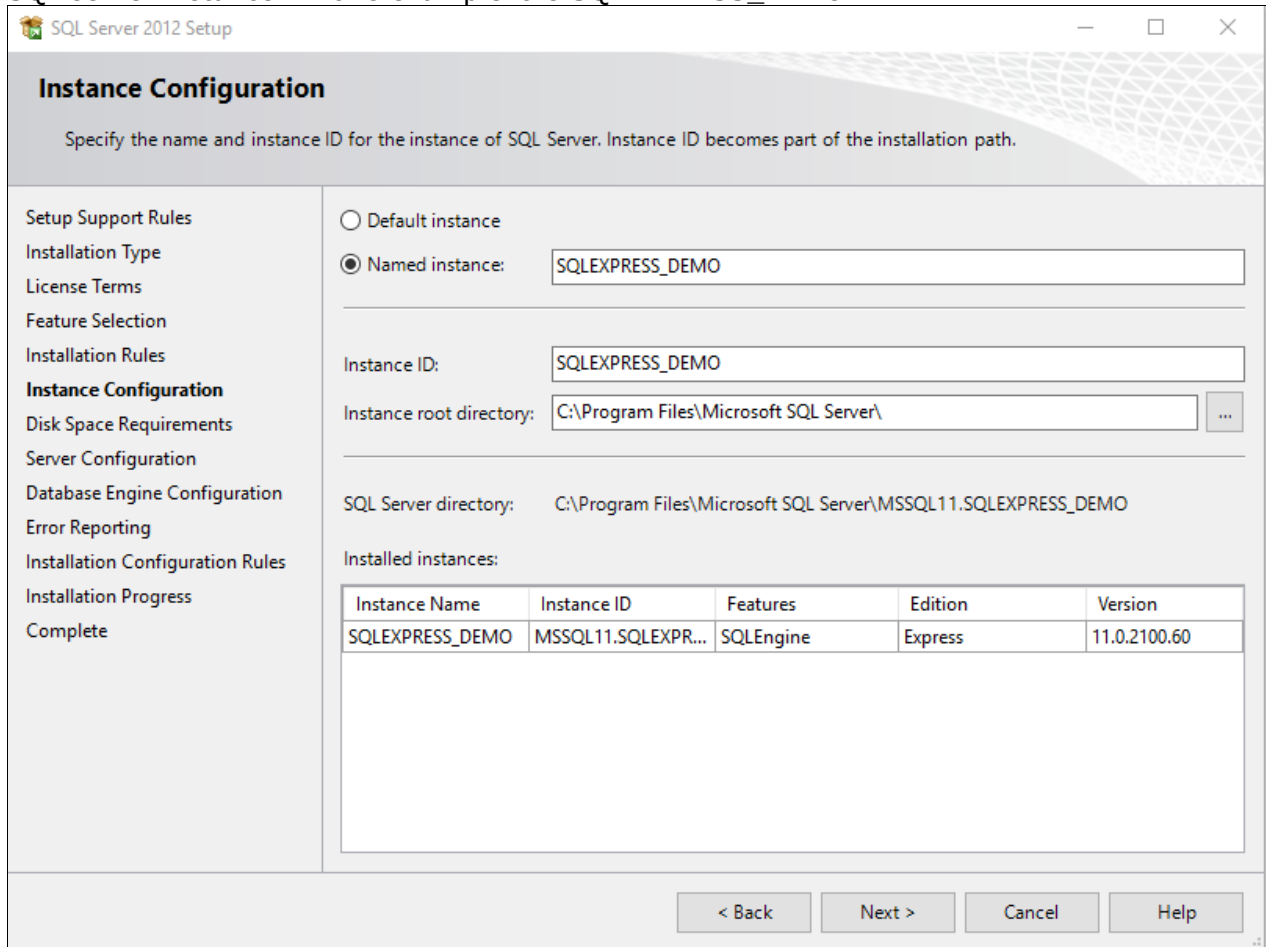 SQL Server 2012 Setup
Instance Configuration
Specify the name and instance ID for the instance of SQL Server. Instance ID becomes part of the installation path.
Setup Support Rules
Installation Type
License Terms
Feature Selection
Installation Rules
Instance Configuration
Disk Space Requirements
Server Configuration
Database Engine Configuration
Error Reporting
Installation Configuration Rules
Installation Progress
Complete
Default instance
Named instance: SQLEXPRESS_DEMO
Instance ID: SQLEXPRESS_DEMO
Instance root directory: C:\Program Files\Microsoft SQL Server\ ...
SQL Server directory: C:\Program Files\Microsoft SQL Server\MSSQL11.SQLEXPRESS_DEMO
Installed instances:
Instance Name Instance ID Features Edition Version
SQLEXPRESS_DEMO MSSQL11.SQLEXPR... SQLEngine Express 11.0.2100.60
< Back Next > Cancel Help